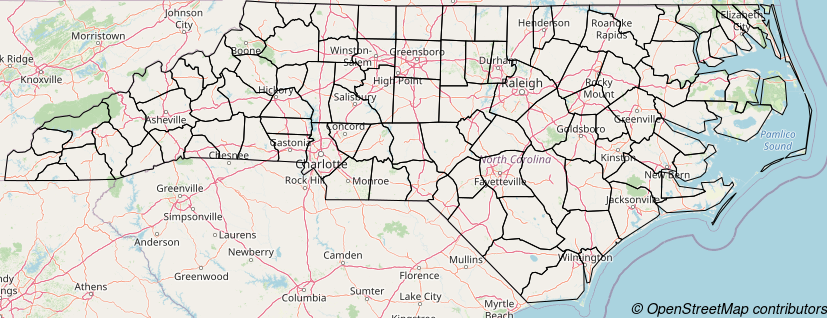 Johnson
City
Morristown
Knoxville
Boone
Winston-
Salem
Greensboro
Henderson
Roanoke
Rapids
Elizabeth
City
Durham
High Point
Raleigh
Hickory
Salisbury
Rocky
Mount
Asheville
Concord
Greenville
Goldsboro
Pamlico
Sound
Gastonia
Chesnee
Charlotte
North Carolina
Kinston
New Bern
Rock Hill
Monroe
Fayetteville
Greenville
Simpsonville
Jacksonville
Laurens
Anderson
Newberry
Camden
Mullins
Wilmington
Greenwood
Florence
Athens
Columbia
Sumter
Lake City
Myrtle
Beach
© OpenStreetMap contributors